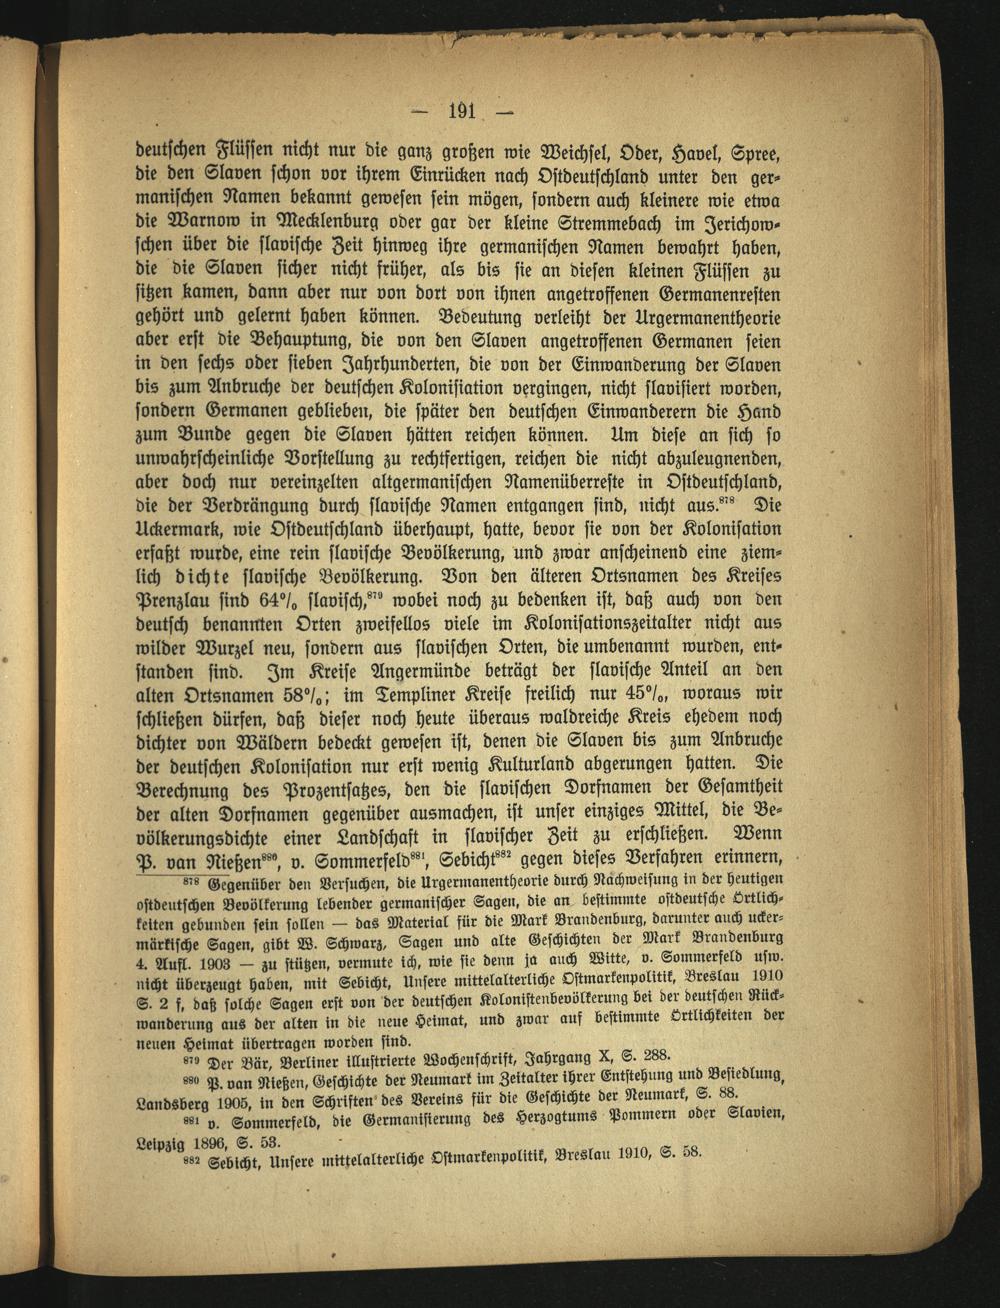 — 191 —
deutschen Flüssen nicht nur die ganz großen wie Weichsel, Oder, Havel, Spree,
die den Slaven schon vor ihrem Einrücken nach Ostdeutschland unter den ger-
manischen Namen bekannt gewesen sein mögen, sondern auch kleinere wie etwa
die Warnow in Mecklenburg oder gar der kleine Stremmebach im Jerichow-
schen über die slavische Zeit hinweg ihre germanischen Namen bewahrt haben,
die die Slaven sicher nicht früher, als bis sie an diesen kleinen Flüssen zu
sitzen kamen, dann aber nur von dort von ihnen angetroffenen Germanenresten
gehört und gelernt haben können. Bedeutung verleiht der Urgermanentheorie
aber erst die Behauptung, die von den Slaven angetroffenen Germanen seien
in den sechs oder sieben Jahrhunderten, die von der Einwanderung der Slaven
bis zum Anbruche der deutschen Kolonisiation vergingen, nicht slavisiert worden,
sondern Germanen geblieben, die später den deutschen Einwanderern die Hand
zum Bunde gegen die Slaven hätten reichen können. Um diese an sich so
unwahrscheinliche Vorstellung zu rechtfertigen, reichen die nicht abzuleugnenden,
aber doch nur vereinzelten altgermanischen Namenüberreste in Ostdeutschland,
die der Verdrängung durch slavische Namen entgangen sind, nicht aus.⁸⁷⁸ Die
Uckermark, wie Ostdeutschland überhaupt, hatte, bevor sie von der Kolonisation
erfaßt wurde, eine rein slavische Bevölkerung, und zwar anscheinend eine ziem-
lich dichte slavische Bevölkerung. Von den älteren Ortsnamen des Kreises
Prenzlau sind 64% slavisch,⁸⁷⁹ wobei noch zu bedenken ist, daß auch von den
deutsch benannten Orten zweifellos viele im Kolonisationszeitalter nicht aus
wilder Wurzel neu, sondern aus slavischen Orten, die umbenannt wurden, ent-
standen sind. Im Kreise Angermünde beträgt der slavische Anteil an den
alten Ortsnamen 58%; im Templiner Kreise freilich nur 45%, woraus wir
schließen dürfen, daß dieser noch heute überaus waldreiche Kreis ehedem noch
dichter von Wäldern bedeckt gewesen ist, denen die Slaven bis zum Anbruche
der deutschen Kolonisation nur erst wenig Kulturland abgerungen hatten. Die
Berechnung des Prozentsatzes, den die slavischen Dorfnamen der Gesamtheit
der alten Dorfnamen gegenüber ausmachen, ist unser einziges Mittel, die Be-
völkerungsdichte einer Landschaft in slavischer Zeit zu erschließen. Wenn
P. van Nießen⁸⁸⁰, v. Sommerfeld⁸⁸¹, Sebicht⁸⁸² gegen dieses Verfahren erinnern,
⁸⁷⁸ Gegenüber den Versuchen, die Urgermanentheorie durch Nachweisung in der heutigen
ostdeutschen Bevölkerung lebender germanischer Sagen, die an bestimmte ostdeutsche Örtlich-
keiten gebunden sein sollen — das Material für die Mark Brandenburg, darunter auch ucker-
märkische Sagen, gibt W. Schwarz, Sagen und alte Geschichten der Mark Brandenburg
4. Aufl. 1903 — zu stützen, vermute ich, wie sie denn ja auch Witte, v. Sommerfeld usw.
nicht überzeugt haben, mit Sebicht, Unsere mittelalterliche Ostmarkenpolitik, Breslau 1910
S. 2 f, daß solche Sagen erst von der deutschen Kolonistenbevölkerung bei der deutschen Rück-
wanderung aus der alten in die neue Heimat, und zwar auf bestimmte Örtlichkeiten der
neuen Heimat übertragen worden sind.
⁸⁷⁹ Der Bär, Berliner illustrierte Wochenschrift, Jahrgang X, S. 288.
⁸⁸⁰ P. van Nießen, Geschichte der Neumark im Zeitalter ihrer Entstehung und Besiedlung,
Landsberg 1905, in den Schriften des Vereins für die Geschichte der Neumark, S. 88.
⁸⁸¹ v. Sommerfeld, die Germanisierung des Herzogtums Pommern oder Slavien,
Leipzig 1896, S. 53.
⁸⁸² Sebicht, Unsere mittelalterliche Ostmarkenpolitik, Breslau 1910, S. 58.